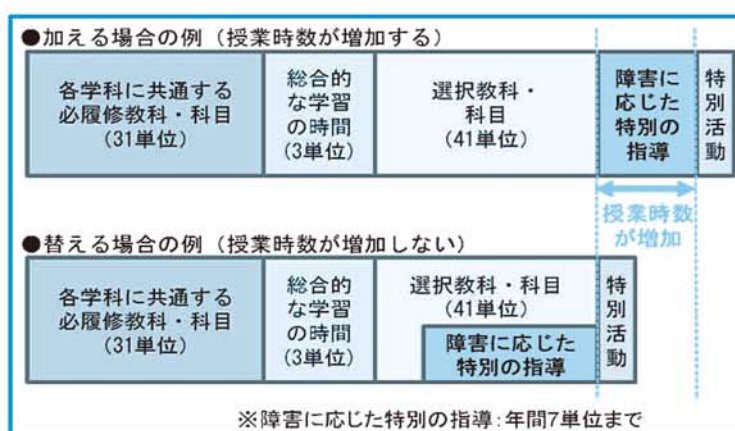 ●加える場合の例（授業時数が増加する）
各学科に共通する
必履修教科・科目
(31単位)
総合的
な学習
の時間
(3単位)
選択教科・
科目
(41単位)
障害に
応じた
特別の
指導
特別活動
授業時数
が増加
●替える場合の例（授業時数が増加しない）
各学科に共通する
必履修教科・科目
(31単位)
総合的
な学習
の時間
(3単位)
選択教科・科目
(41単位)
障害に応じた
特別の指導
特別活動
※障害に応じた特別の指導：年間7単位まで